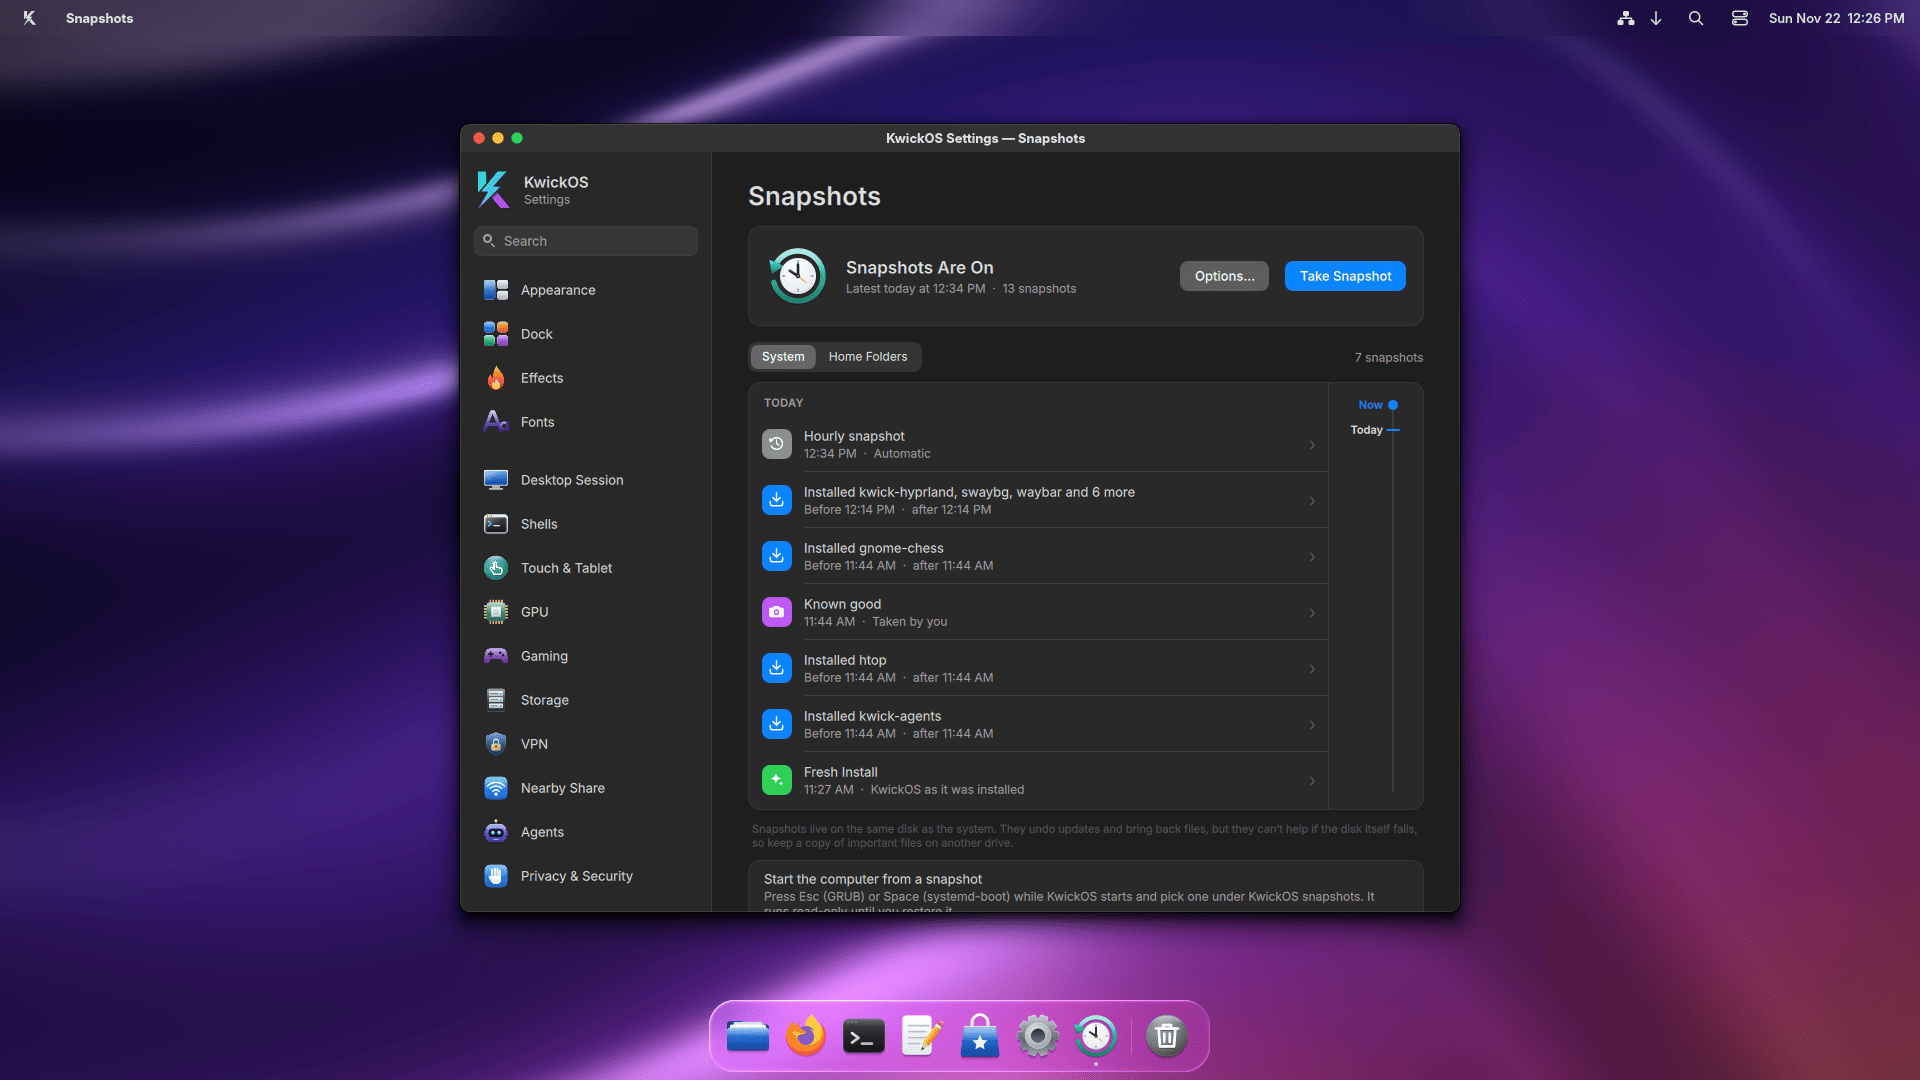 Snapshots
Sun Nov 22 12:26 PM
KwickOS Settings — Snapshots
KwickOS
Settings
Search
Appearance
Dock
Effects
Fonts
Desktop Session
Shells
Touch & Tablet
GPU
Gaming
Storage
VPN
Nearby Share
Agents
Privacy & Security
Snapshots
Snapshots Are On
Latest today at 12:34 PM · 13 snapshots
Options...
Take Snapshot
System
Home Folders
7 snapshots
TODAY
Hourly snapshot
12:34 PM · Automatic
Installed kwick-hyprland, swaybg, waybar and 6 more
Before 12:14 PM · after 12:14 PM
Installed gnome-chess
Before 11:44 AM · after 11:44 AM
Known good
11:44 AM · Taken by you
Installed htop
Before 11:44 AM · after 11:44 AM
Installed kwick-agents
Before 11:44 AM · after 11:44 AM
Fresh Install
11:27 AM · KwickOS as it was installed
Now
Today
Snapshots live on the same disk as the system. They undo updates and bring back files, but they can't help if the disk itself fails,
so keep a copy of important files on another drive.
Start the computer from a snapshot
Press Esc (GRUB) or Space (systemd-boot) while KwickOS starts and pick one under KwickOS snapshots. It
runs read-only until you restore it.